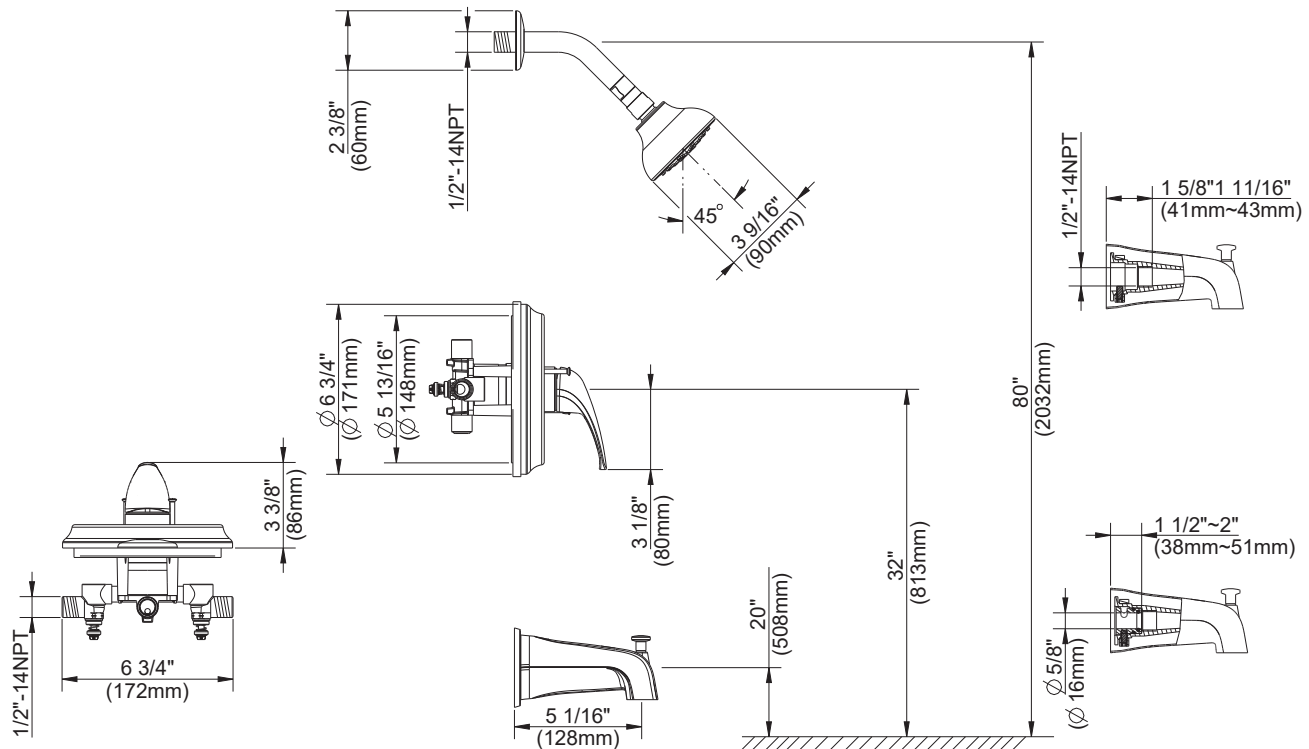 2 3/8"
(60mm)
1/2"-14NPT
45°
3 9/16"
(90mm)
80"
(2032mm)
1/2"-14NPT
1 5/8"1 11/16"
(41mm~43mm)
Ø 6 3/4"
(Ø 171mm)
Ø 5 13/16"
(Ø 148mm)
3 1/8"
(80mm)
32"
(813mm)
3 3/8"
(86mm)
1/2"-14NPT
6 3/4"
(172mm)
5 1/16"
(128mm)
20"
(508mm)
1 1/2"~2"
(38mm~51mm)
Ø 5/8"
(Ø 16mm)